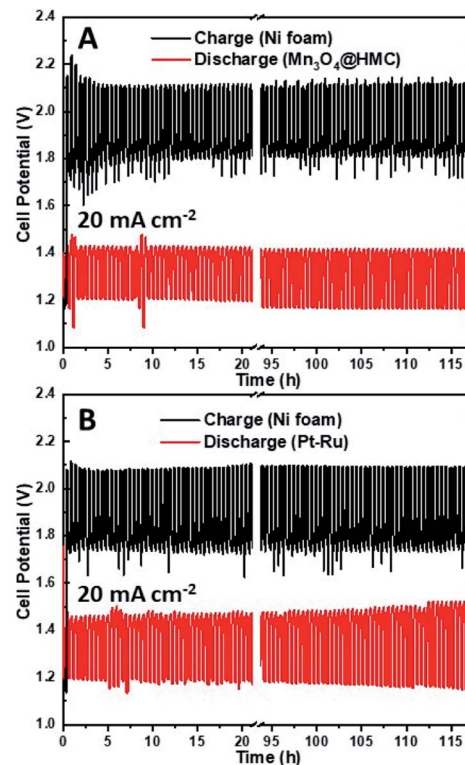 A
Charge (Ni foam)
Discharge (Mn₃O₄@HMC)
2.4
2.2
2.0
1.8
1.6
1.4
1.2
1.0
Cell Potential (V)
20 mA cm⁻²
0 5 10 15 20 95 100 105 110 115
Time (h)
B
Charge (Ni foam)
Discharge (Pt-Ru)
2.4
2.2
2.0
1.8
1.6
1.4
1.2
1.0
Cell Potential (V)
20 mA cm⁻²
0 5 10 15 20 95 100 105 110 115
Time (h)